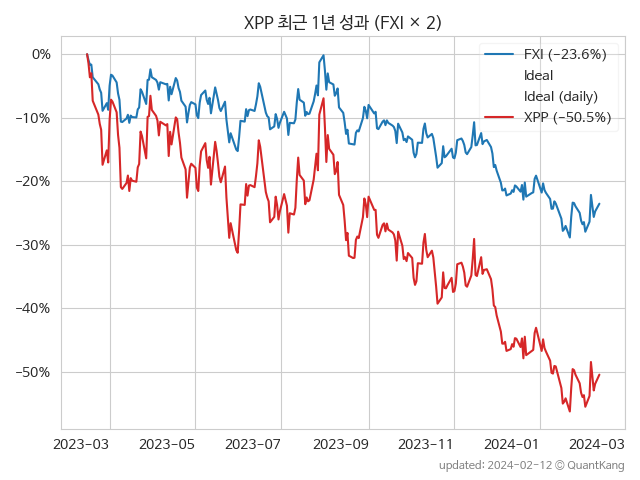 XPP 최근 1년 성과 (FXI × 2)
FXI (−23.6%)
Ideal
Ideal (daily)
XPP (−50.5%)
0%
−10%
−20%
−30%
−40%
−50%
2023-03 2023-05 2023-07 2023-09 2023-11 2024-01 2024-03
updated: 2024-02-12 © QuantKang